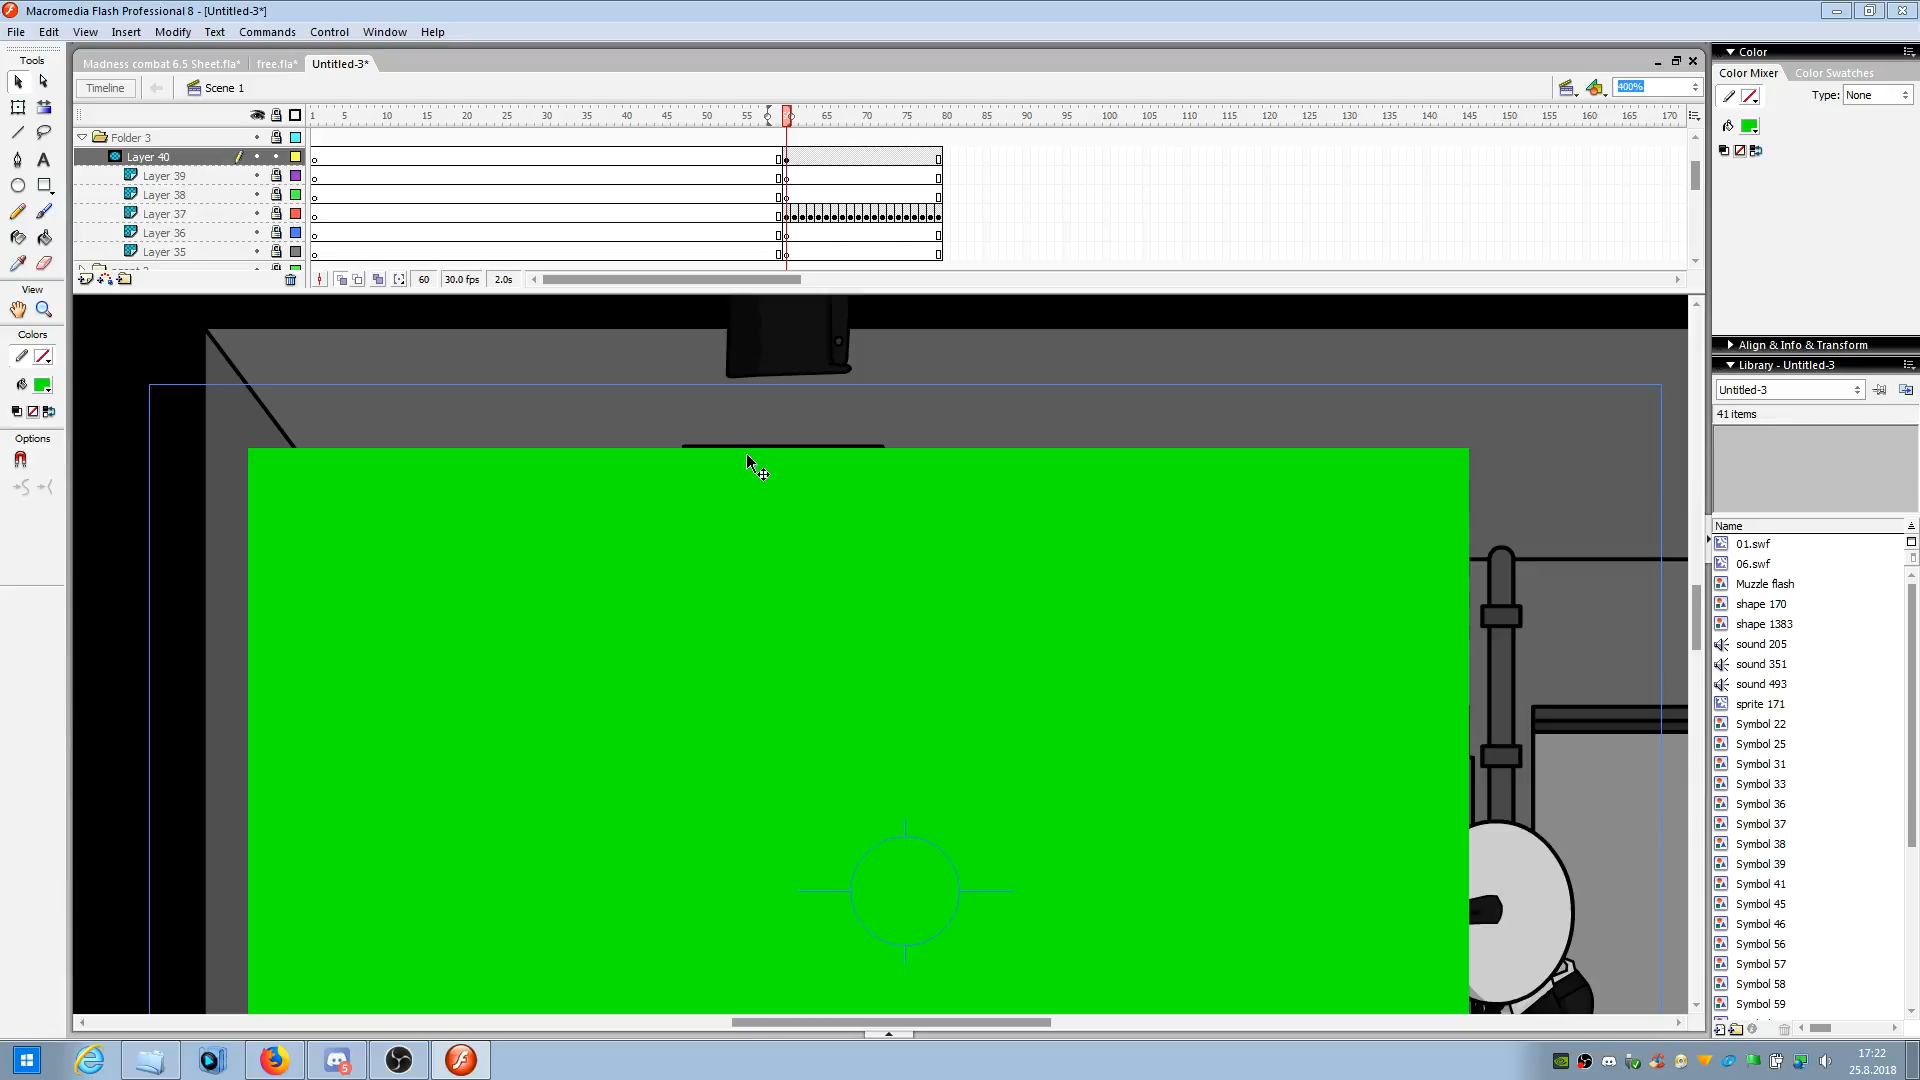 Macromedia Flash Professional 8 - [Untitled-3*]
File Edit View Insert Modify Text Commands Control Window Help
Tools
View
Colors
Options
Madness combat 6.5 Sheet.fla* free.fla* Untitled-3*
Timeline Scene 1 400%
1 5 10 15 20 25 30 35 40 45 50 55 65 70 75 80 85 90 95 100 105 110 115 120 125 130 135 140 145 150 155 160 165 170
Folder 3
Layer 40
Layer 39
Layer 38
Layer 37
Layer 36
Layer 35
60 30.0 fps 2.0s
Color
Color Mixer Color Swatches
Type: None
Align & Info & Transform
Library - Untitled-3
Untitled-3
41 items
Name
01.swf
06.swf
Muzzle flash
shape 170
shape 1383
sound 205
sound 351
sound 493
sprite 171
Symbol 22
Symbol 25
Symbol 31
Symbol 33
Symbol 36
Symbol 37
Symbol 38
Symbol 39
Symbol 41
Symbol 45
Symbol 46
Symbol 56
Symbol 57
Symbol 58
Symbol 59
5
17:22
25.8.2018